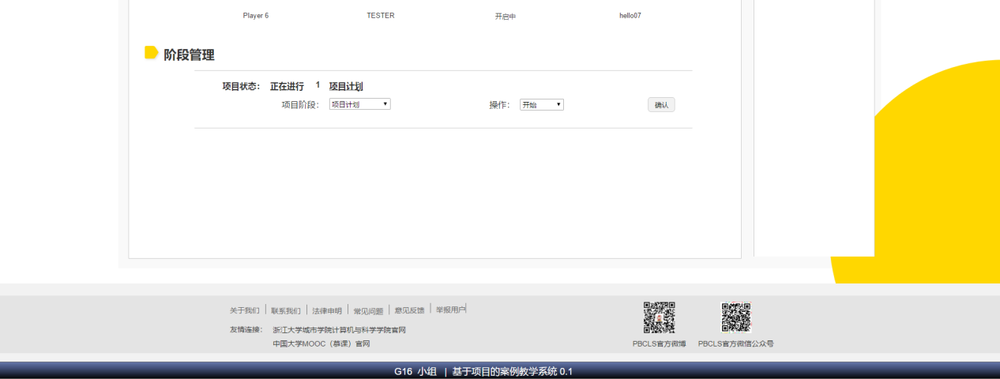 Player 6 TESTER 开启中 hello07
阶段管理
项目状态： 正在进行 1 项目计划
项目阶段： 项目计划 操作： 开始 确认
关于我们 联系我们 法律申明 常见问题 意见反馈 举报用户
友情连接： 浙江大学城市学院计算机与科学学院官网
中国大学MOOC（慕课）官网
PBCLS官方微博 PBCLS官方微信公众号
G16 小组 | 基于项目的案例教学系统 0.1